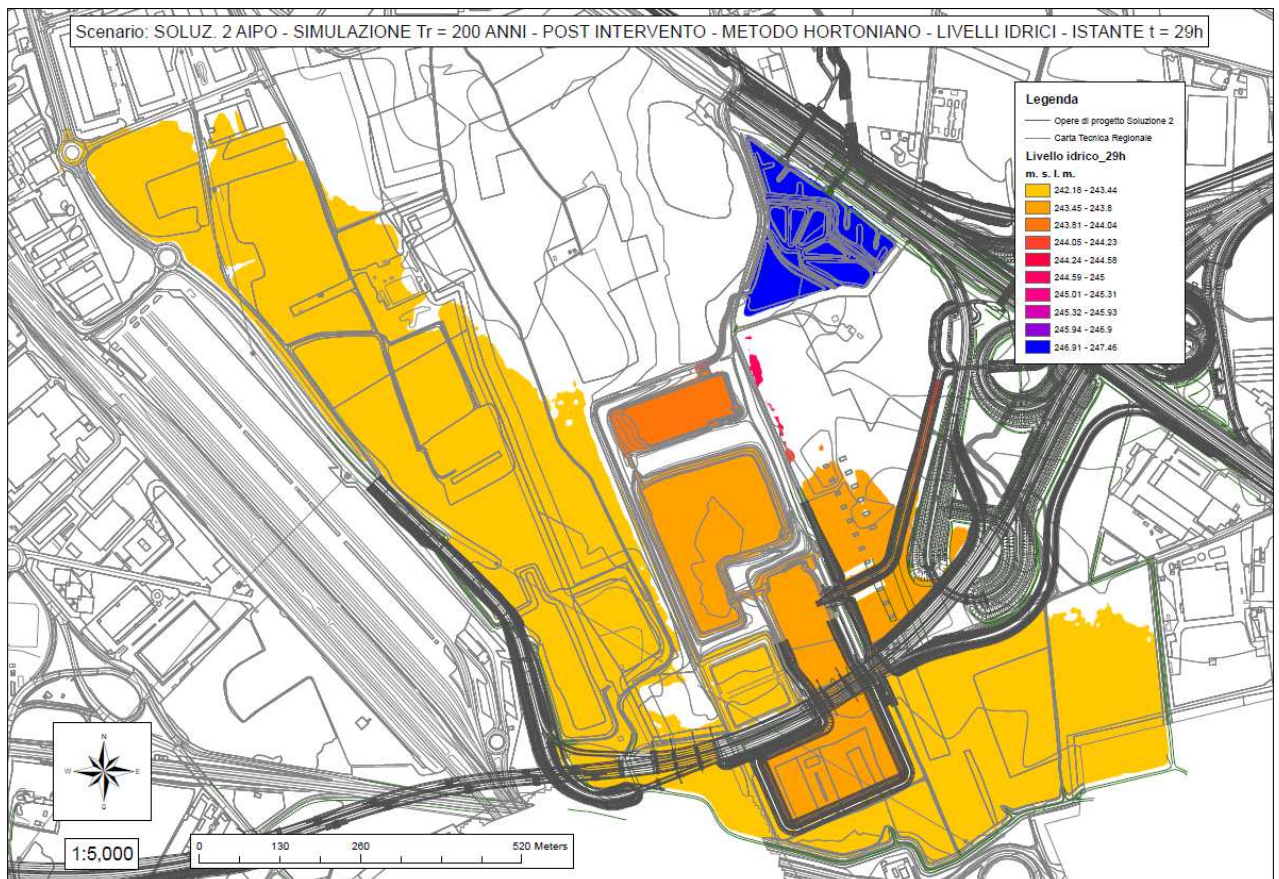 Scenario: SOLUZ. 2 AIPO - SIMULAZIONE Tr = 200 ANNI - POST INTERVENTO - METODO HORTONIANO - LIVELLI IDRICI - ISTANTE t = 29h
Legenda
Opere di progetto Soluzione 2
Carta Tecnica Regionale
Livello idrico_29h
m. s. l. m.
242.18 - 243.44
243.45 - 243.8
243.81 - 244.04
244.05 - 244.23
244.24 - 244.58
244.59 - 245
245.01 - 245.31
245.32 - 245.93
245.94 - 246.9
246.91 - 247.46
N
W E
S
1:5,000
0 130 260 520 Meters